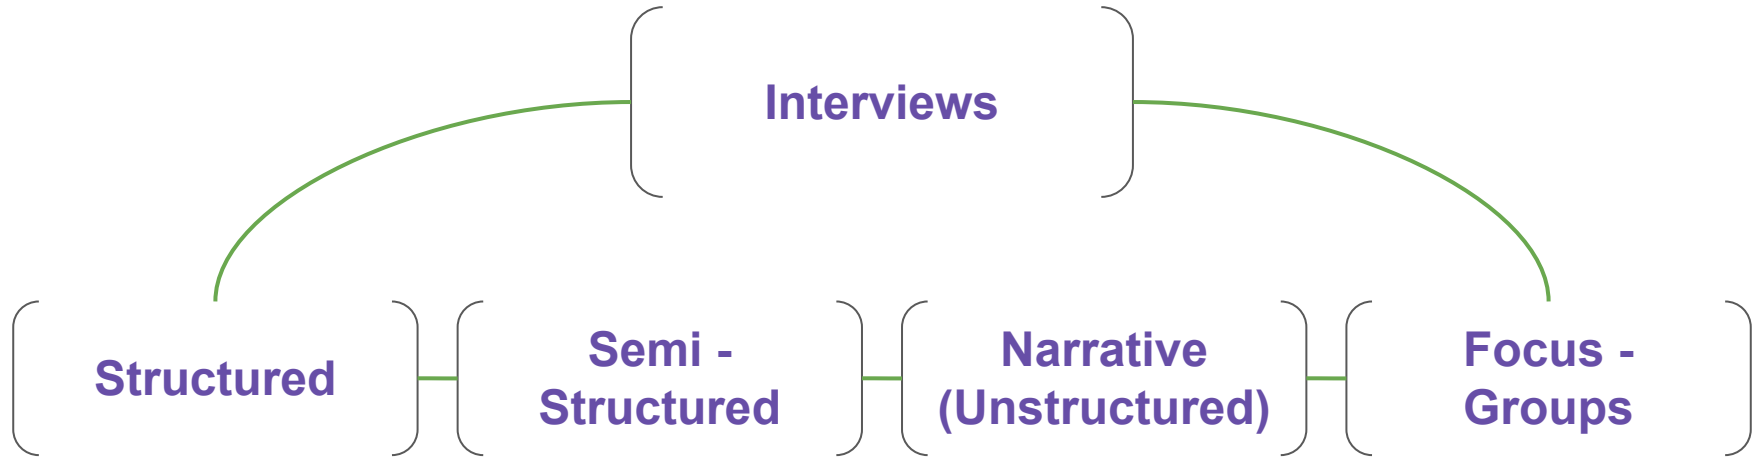 Interviews
Structured
Semi -
Structured
Narrative
(Unstructured)
Focus -
Groups